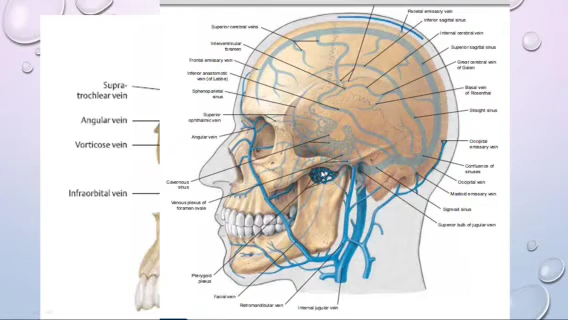 Parietal emissary vein
Inferior sagittal sinus
Superior cerebral veins
Internal cerebral vein
Interventricular
foramen
Superior sagittal sinus
Frontal emissary vein
Great cerebral vein
of Galen
Inferior anastomotic
vein (of Labbe)
Supra-
trochlear vein
Sphenoparietal
sinus
Basal vein
of Rosenthal
Straight sinus
Superior
ophthalmic vein
Angular vein
Angular vein
Vorticose vein
Occipital
emissary vein
Confluence of
sinuses
Cavernous
sinus
Occipital vein
Infraorbital vein
Mastoid emissary vein
Venous plexus of
foramen ovale
Sigmoid sinus
Superior bulb of jugular vein
Pterygoid
plexus
Facial vein
Retromandibular vein
Internal jugular vein